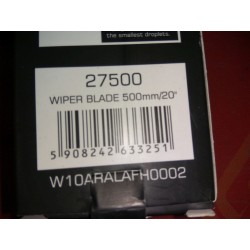 the smallest droplets.
27500
WIPER BLADE 500mm/20"
5 908242 633251
W10ARALAFH0002